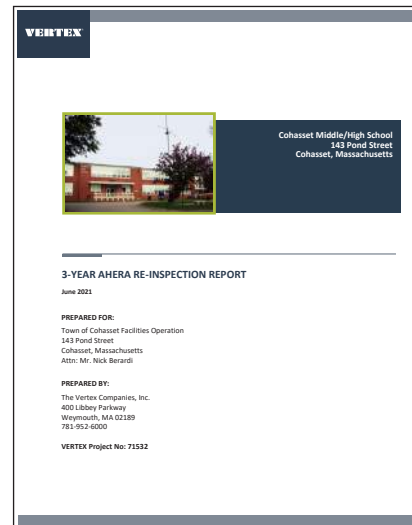 VERTEX
Cohasset Middle/High School
143 Pond Street
Cohasset, Massachusetts
3-YEAR AHERA RE-INSPECTION REPORT
June 2021
PREPARED FOR:
Town of Cohasset Facilities Operation
143 Pond Street
Cohasset, Massachusetts
Attn: Mr. Nick Berardi
PREPARED BY:
The Vertex Companies, Inc.
400 Libbey Parkway
Weymouth, MA 02189
781-952-6000
VERTEX Project No: 71532